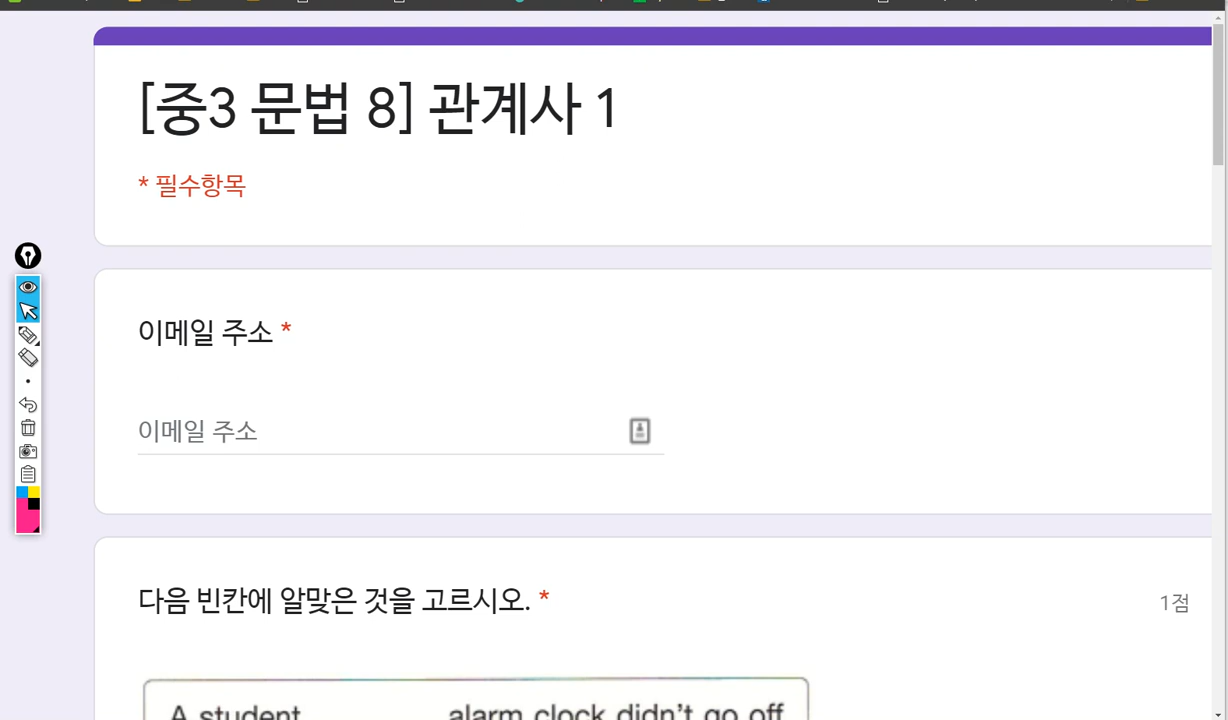 [중3 문법 8] 관계사 1
* 필수항목
이메일 주소 *
이메일 주소
다음 빈칸에 알맞은 것을 고르시오. *
1점
A student alarm clock didn't go off